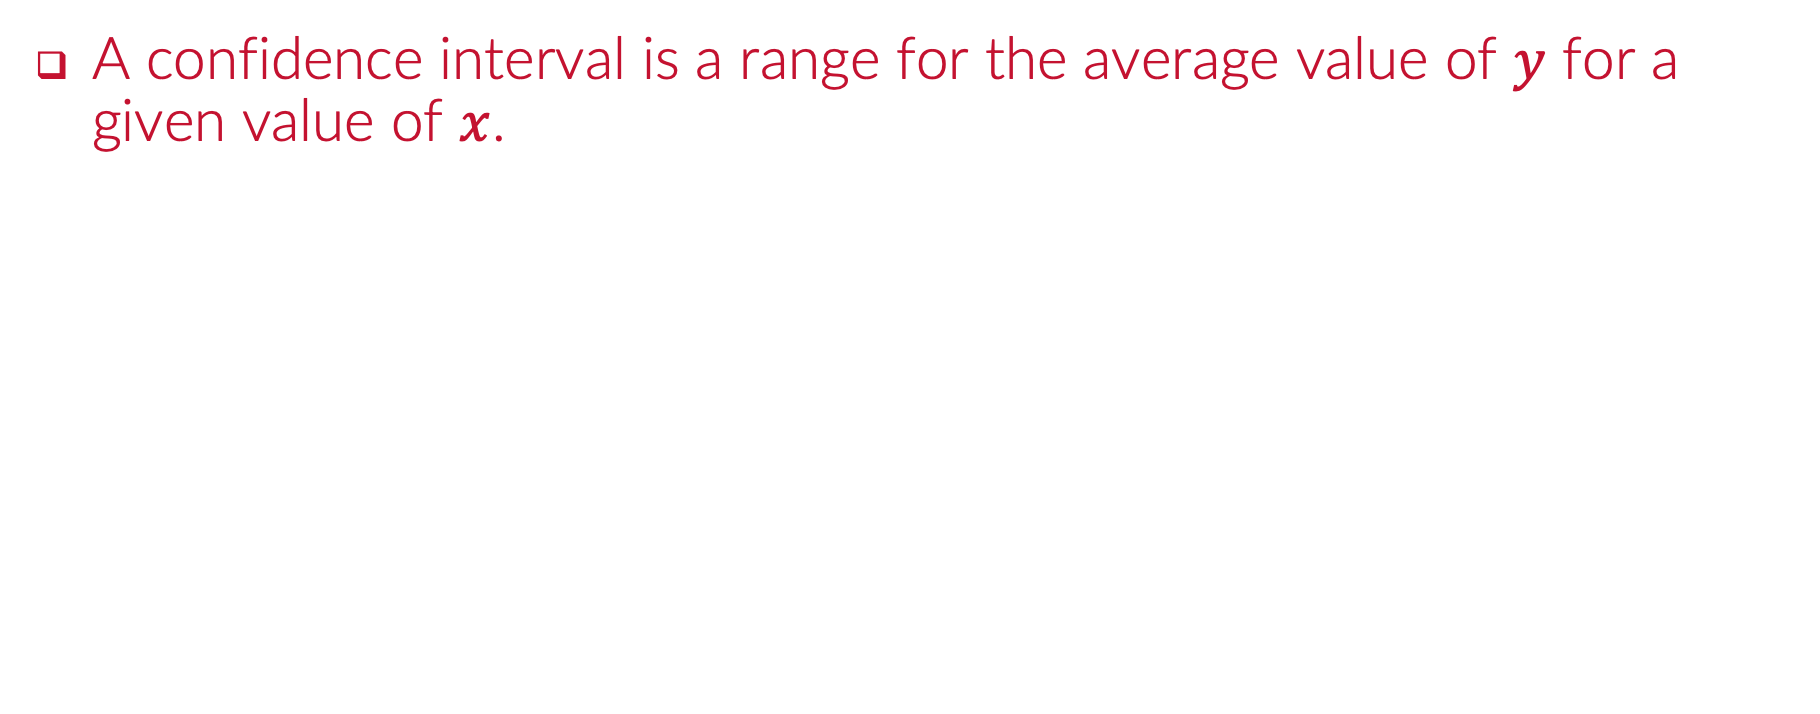 ❑ A confidence interval is a range for the average value of y for a
given value of x.